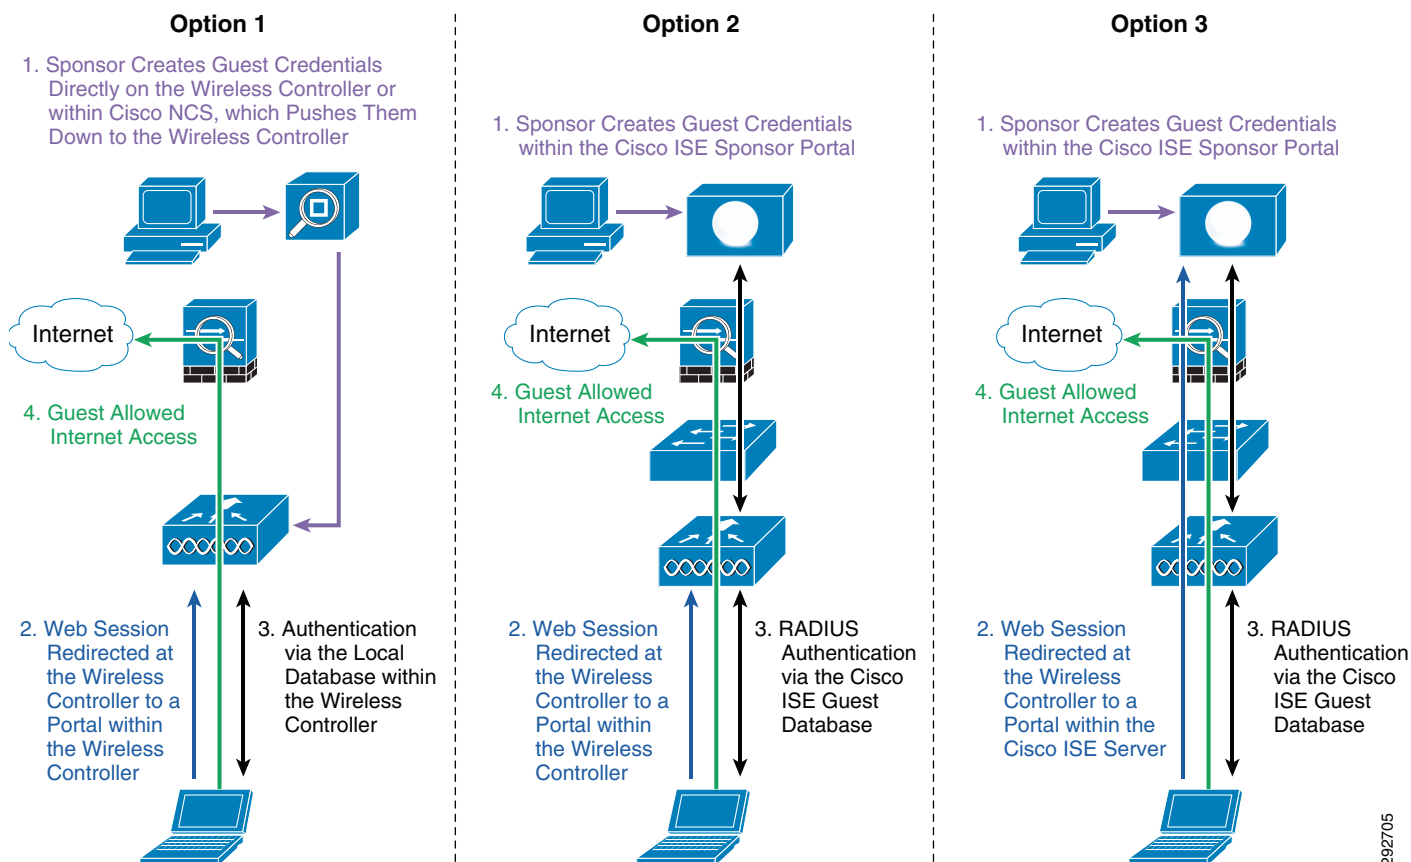 Option 1
1. Sponsor Creates Guest Credentials
Directly on the Wireless Controller or
within Cisco NCS, which Pushes Them
Down to the Wireless Controller
Internet
4. Guest Allowed
Internet Access
2. Web Session
Redirected at
the Wireless
Controller to a
Portal within
the Wireless
Controller
3. Authentication
via the Local
Database within
the Wireless
Controller
Option 2
1. Sponsor Creates Guest Credentials
within the Cisco ISE Sponsor Portal
Internet
4. Guest Allowed
Internet Access
2. Web Session
Redirected at
the Wireless
Controller to a
Portal within
the Wireless
Controller
3. RADIUS
Authentication
via the Cisco
ISE Guest
Database
Option 3
1. Sponsor Creates Guest Credentials
within the Cisco ISE Sponsor Portal
Internet
4. Guest Allowed
Internet Access
2. Web Session
Redirected at
the Wireless
Controller to a
Portal within the
Cisco ISE Server
3. RADIUS
Authentication
via the Cisco
ISE Guest
Database
292705